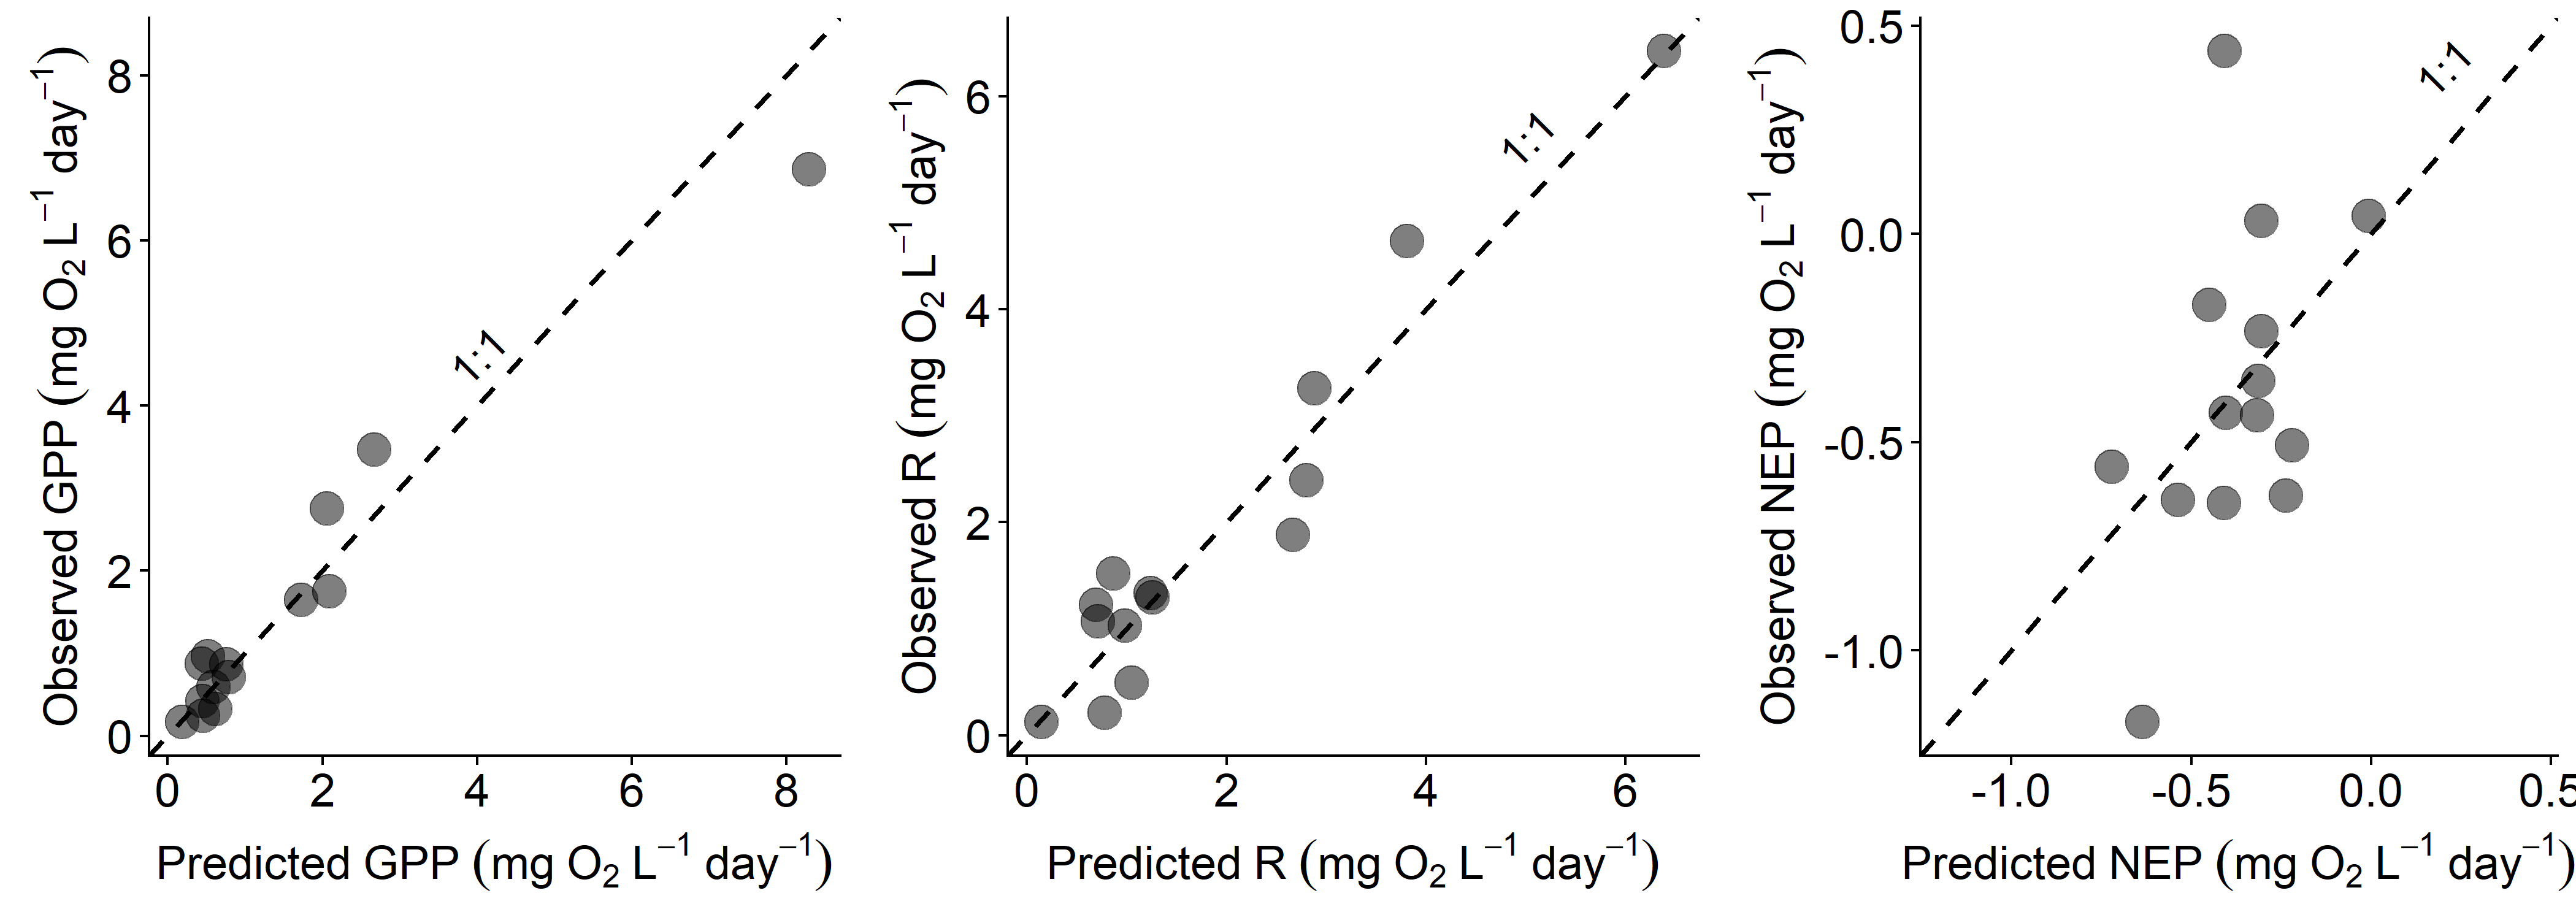 Observed GPP (mg O₂ L⁻¹ day⁻¹)
8
6
4
2
0
1:1
0 2 4 6 8
Predicted GPP (mg O₂ L⁻¹ day⁻¹)
Observed R (mg O₂ L⁻¹ day⁻¹)
6
4
2
0
1:1
0 2 4 6
Predicted R (mg O₂ L⁻¹ day⁻¹)
Observed NEP (mg O₂ L⁻¹ day⁻¹)
0.5
0.0
-0.5
-1.0
1:1
-1.0 -0.5 0.0 0.5
Predicted NEP (mg O₂ L⁻¹ day⁻¹)